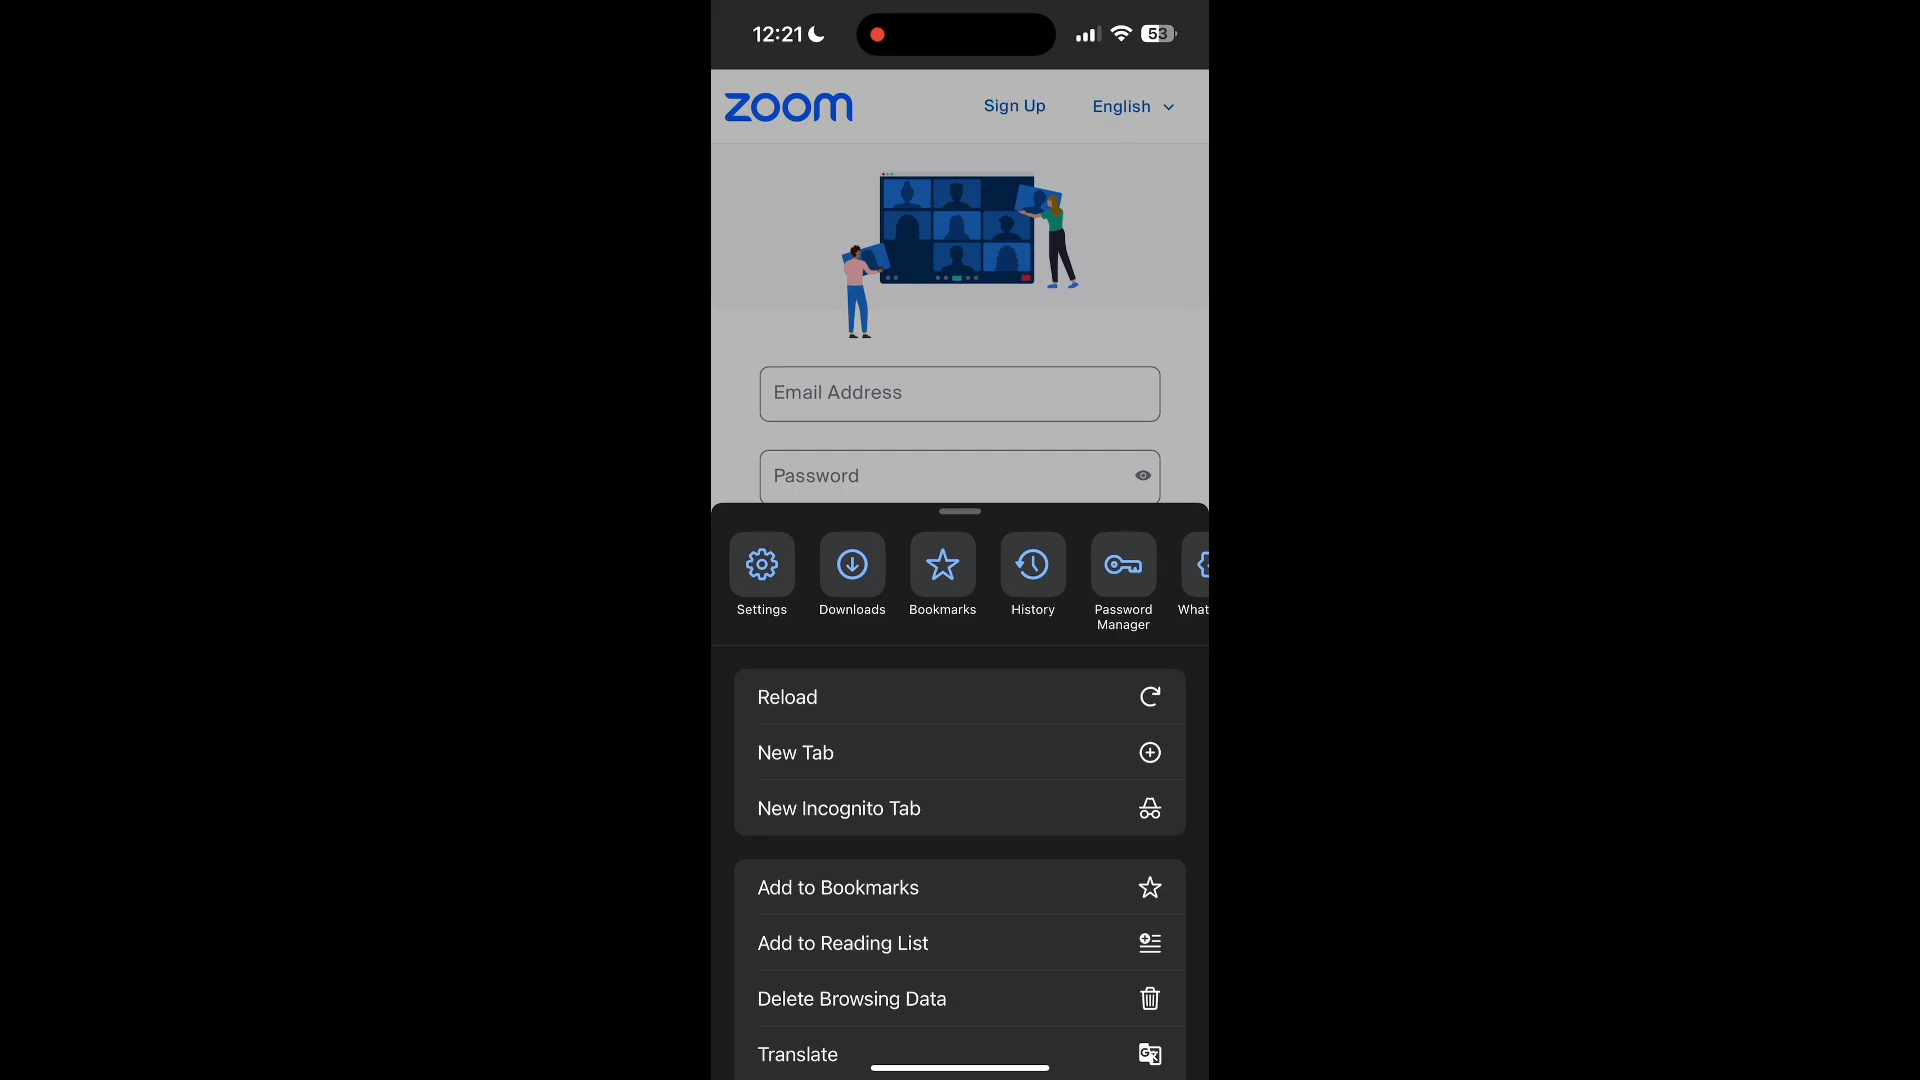 12:21
53
zoom
Sign Up
English
Email Address
Password
Settings
Downloads
Bookmarks
History
Password
Manager
What
Reload
New Tab
New Incognito Tab
Add to Bookmarks
Add to Reading List
Delete Browsing Data
Translate